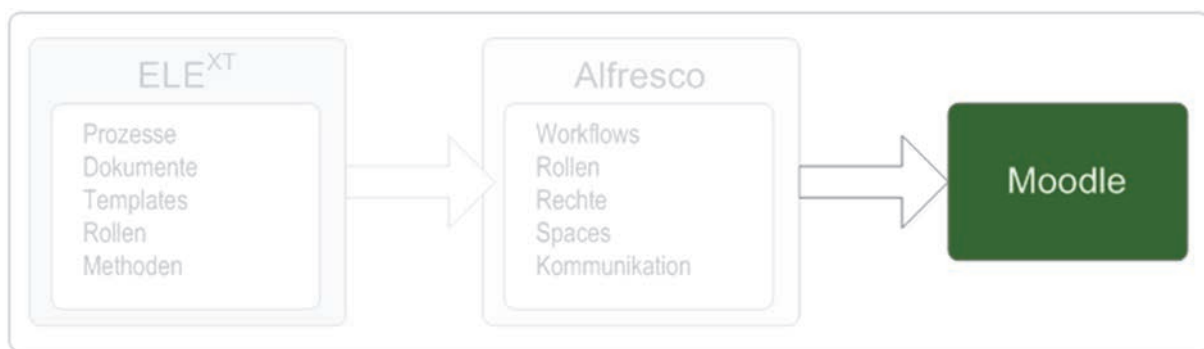 ELE^XT
Prozesse
Dokumente
Templates
Rollen
Methoden
Alfresco
Workflows
Rollen
Rechte
Spaces
Kommunikation
Moodle